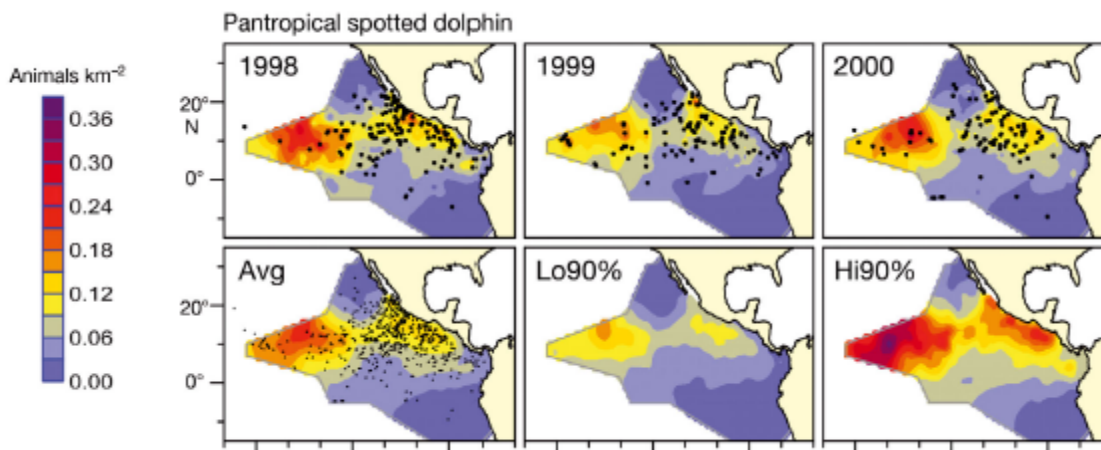 Pantropical spotted dolphin
Animals km⁻²
0.36
0.30
0.24
0.18
0.12
0.06
0.00
1998
1999
2000
20°
N
0°
Avg
Lo90%
Hi90%
20°
0°